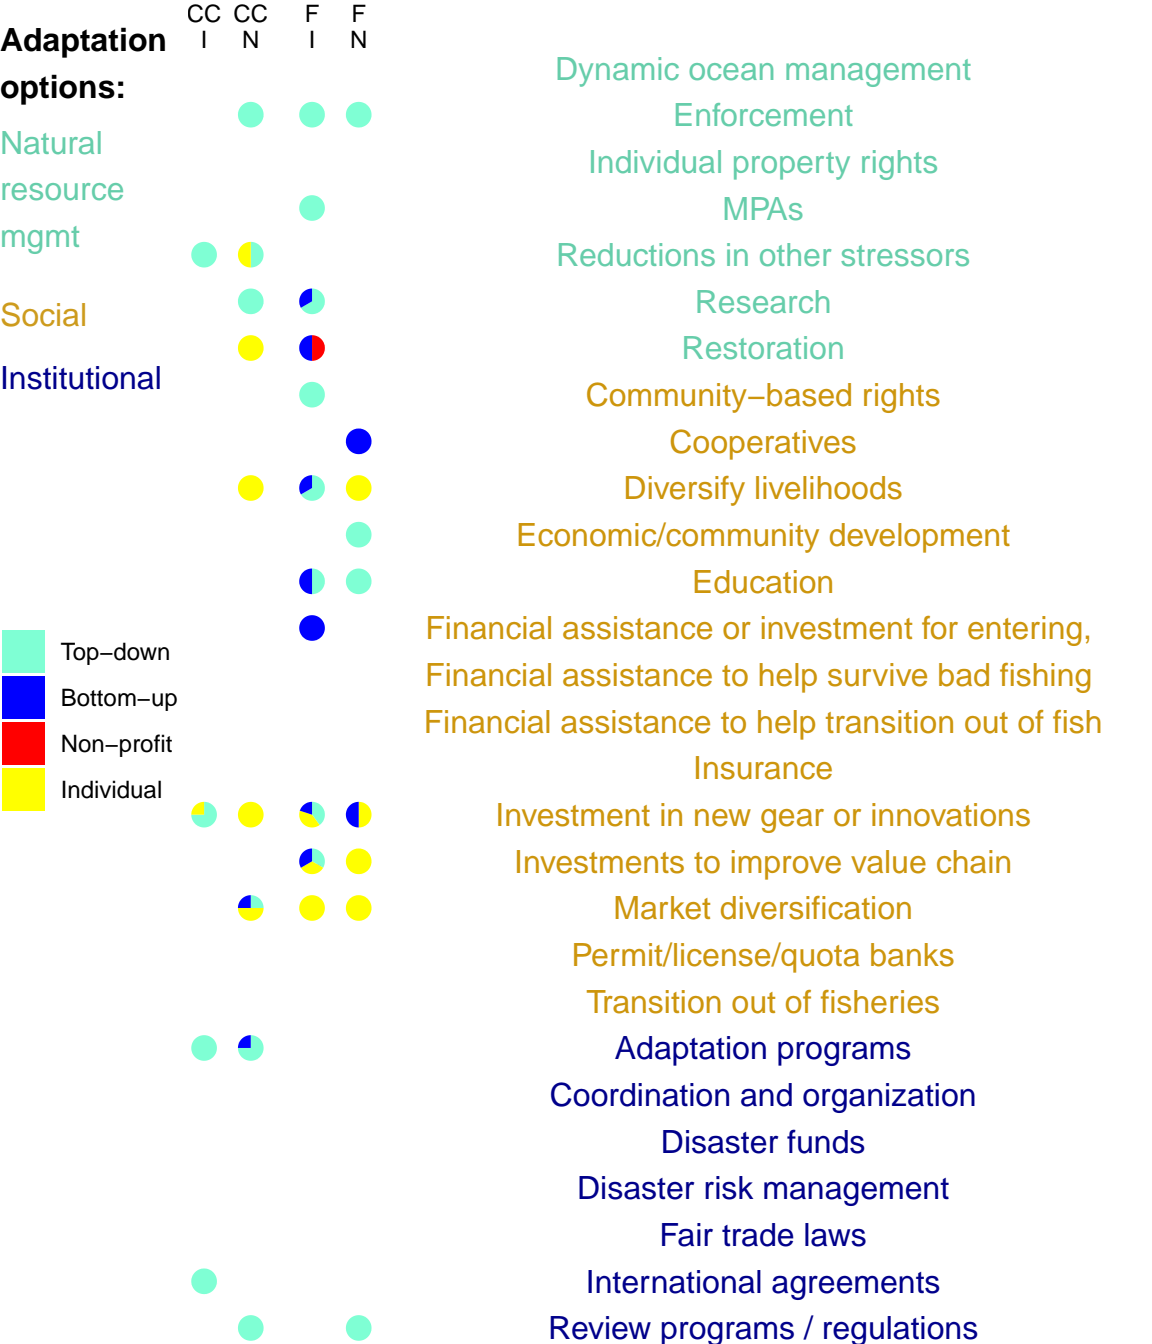 CC CC F F
I N I N
Adaptation
options:
Natural
resource
mgmt
Social
Institutional
Top−down
Bottom−up
Non−profit
Individual
Dynamic ocean management
Enforcement
Individual property rights
MPAs
Reductions in other stressors
Research
Restoration
Community−based rights
Cooperatives
Diversify livelihoods
Economic/community development
Education
Financial assistance or investment for entering,
Financial assistance to help survive bad fishing
Financial assistance to help transition out of fish
Insurance
Investment in new gear or innovations
Investments to improve value chain
Market diversification
Permit/license/quota banks
Transition out of fisheries
Adaptation programs
Coordination and organization
Disaster funds
Disaster risk management
Fair trade laws
International agreements
Review programs / regulations